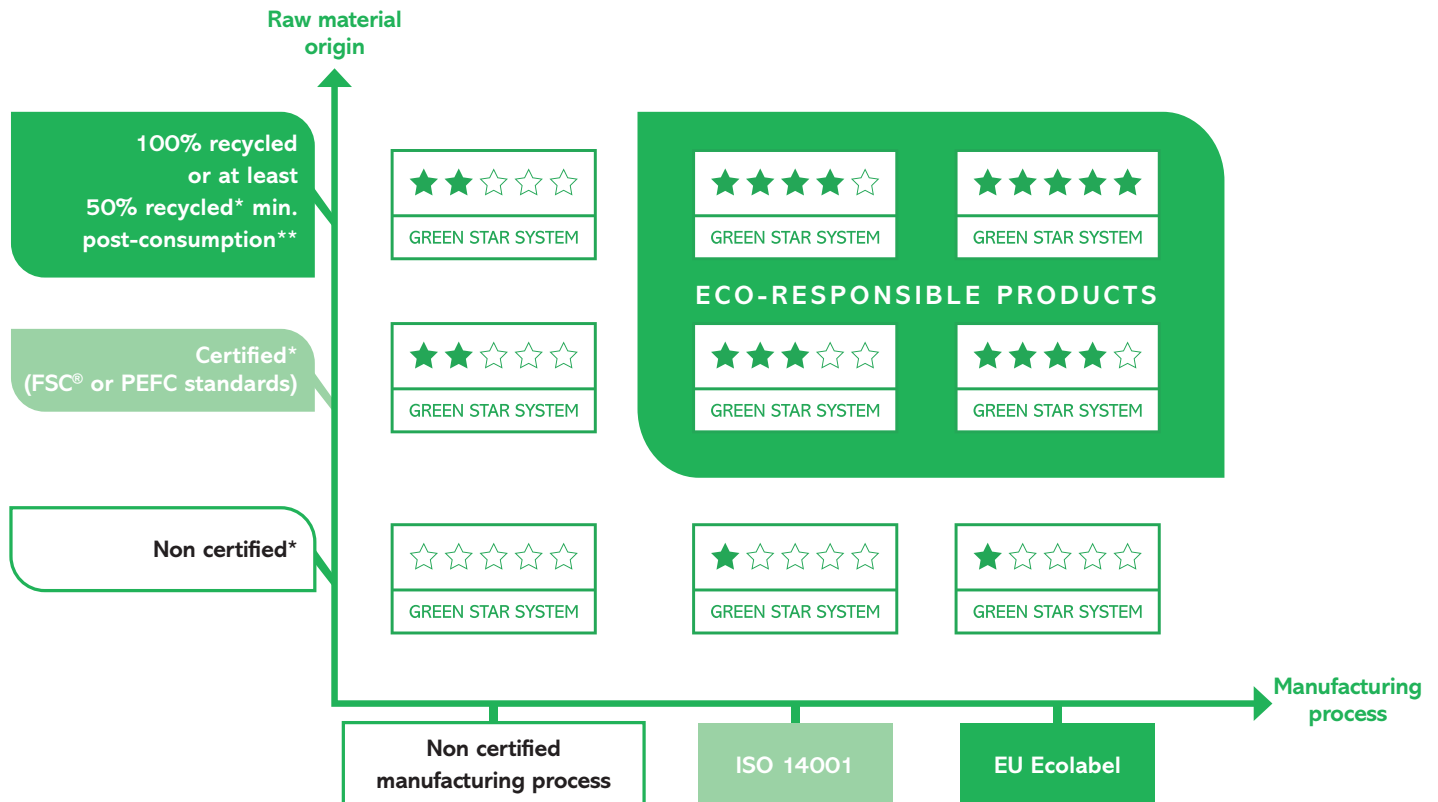 Raw material
origin
100% recycled
or at least
50% recycled* min.
post-consumption**
GREEN STAR SYSTEM
GREEN STAR SYSTEM
GREEN STAR SYSTEM
ECO-RESPONSIBLE PRODUCTS
Certified*
(FSC® or PEFC standards)
GREEN STAR SYSTEM
GREEN STAR SYSTEM
GREEN STAR SYSTEM
Non certified*
GREEN STAR SYSTEM
GREEN STAR SYSTEM
GREEN STAR SYSTEM
Manufacturing
process
Non certified
manufacturing process
ISO 14001
EU Ecolabel